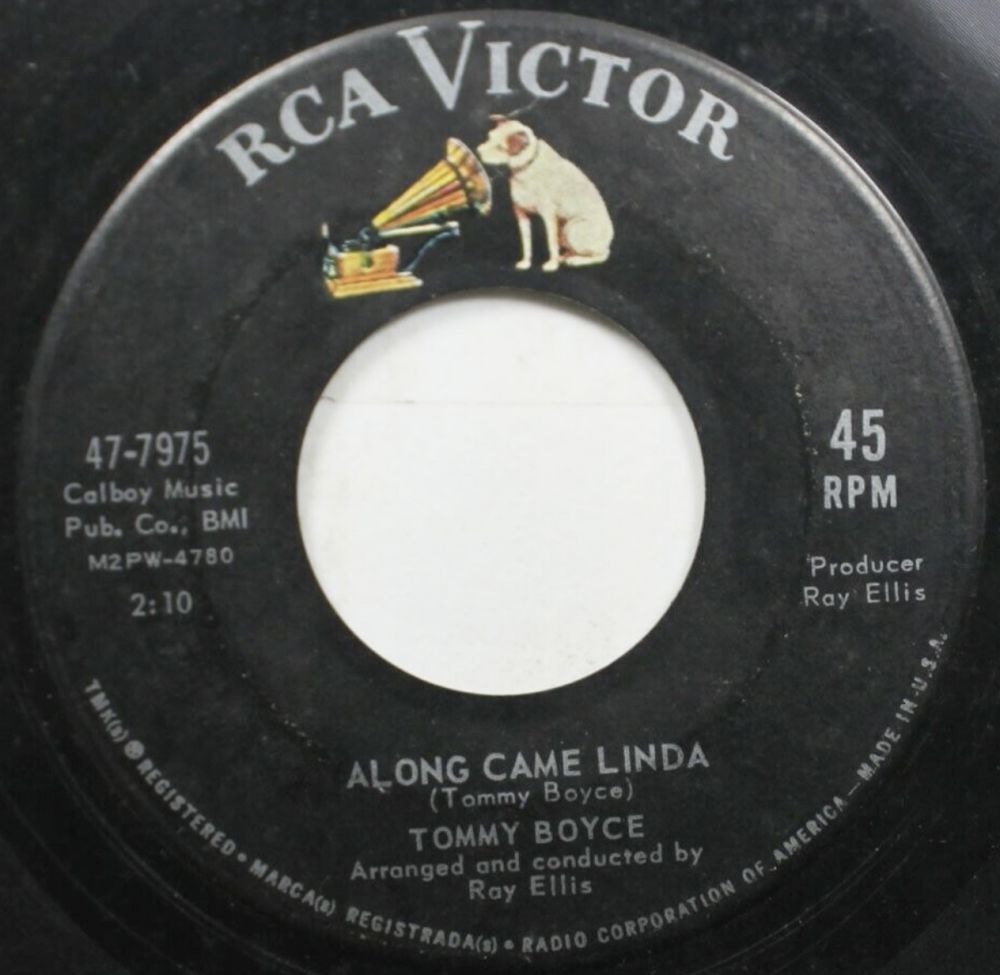 RCA VICTOR
47-7975
Calboy Music
Pub. Co., BMI
M2PW-4780
2:10
45
RPM
Producer
Ray Ellis
ALONG CAME LINDA
(Tommy Boyce)
TOMMY BOYCE
Arranged and conducted by
Ray Ellis
TMK(s) ® REGISTERED • MARCA(s) REGISTRADA(s) • RADIO CORPORATION OF AMERICA—MADE IN U.S.A.